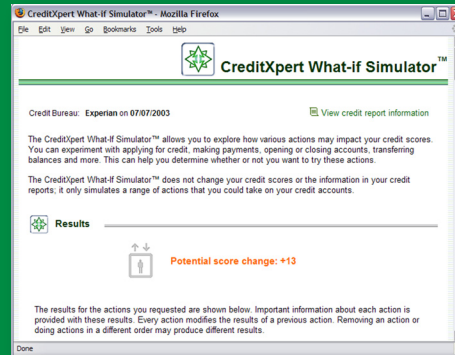 CreditXpert What-if Simulator™ - Mozilla Firefox
File Edit View Go Bookmarks Tools Help
CreditXpert What-if Simulator™
Credit Bureau: Experian on 07/07/2003
View credit report information
The CreditXpert What-If Simulator™ allows you to explore how various actions may impact your credit scores.
You can experiment with applying for credit, making payments, opening or closing accounts, transferring
balances and more. This can help you determine whether or not you want to try these actions.
The CreditXpert What-If Simulator™ does not change your credit scores or the information in your credit
reports; it only simulates a range of actions that you could take on your credit accounts.
Results
Potential score change: +13
The results for the actions you requested are shown below. Important information about each action is
provided with these results. Every action modifies the results of a previous action. Removing an action or
doing actions in a different order may produce different results.
Done